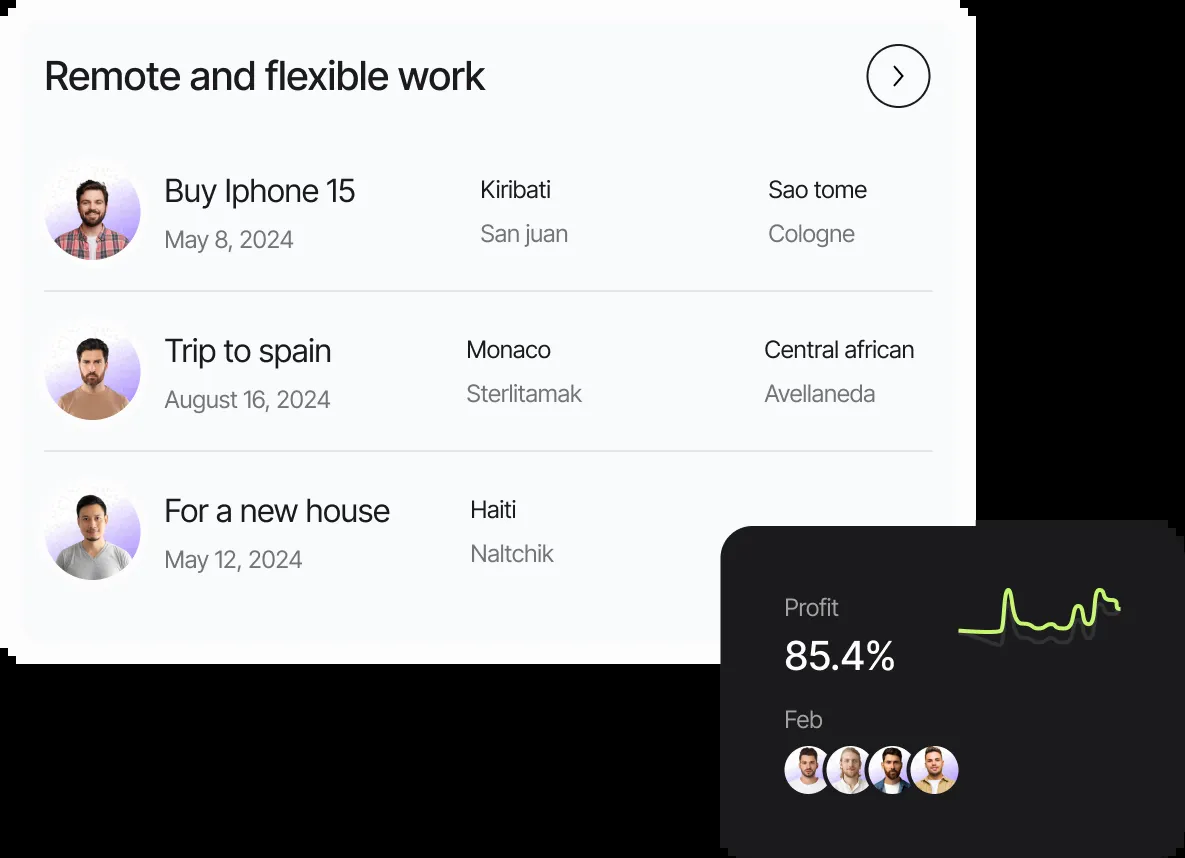 Remote and flexible work
Buy Iphone 15
Kiribati
Sao tome
May 8, 2024
San juan
Cologne
Trip to spain
Monaco
Central african
August 16, 2024
Sterlitamak
Avellaneda
For a new house
Haiti
May 12, 2024
Naltchik
Profit
85.4%
Feb